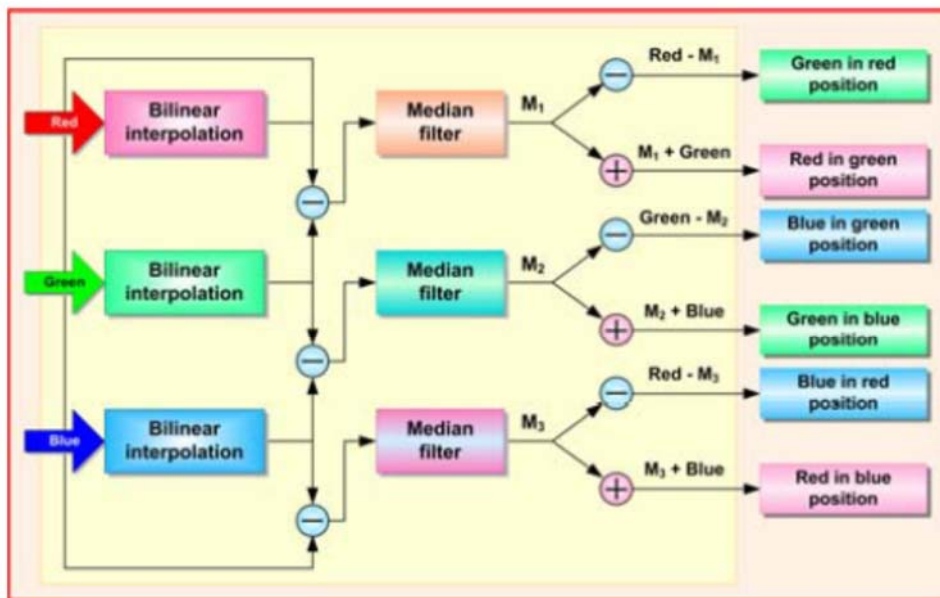 Red
Bilinear
interpolation
Median
filter
M₁
Red - M₁
M₁ + Green
Green in red
position
Red in green
position
Green
Bilinear
interpolation
Median
filter
M₂
Green - M₂
M₂ + Blue
Blue in green
position
Green in blue
position
Blue
Bilinear
interpolation
Median
filter
M₃
Red - M₃
M₃ + Blue
Blue in red
position
Red in blue
position